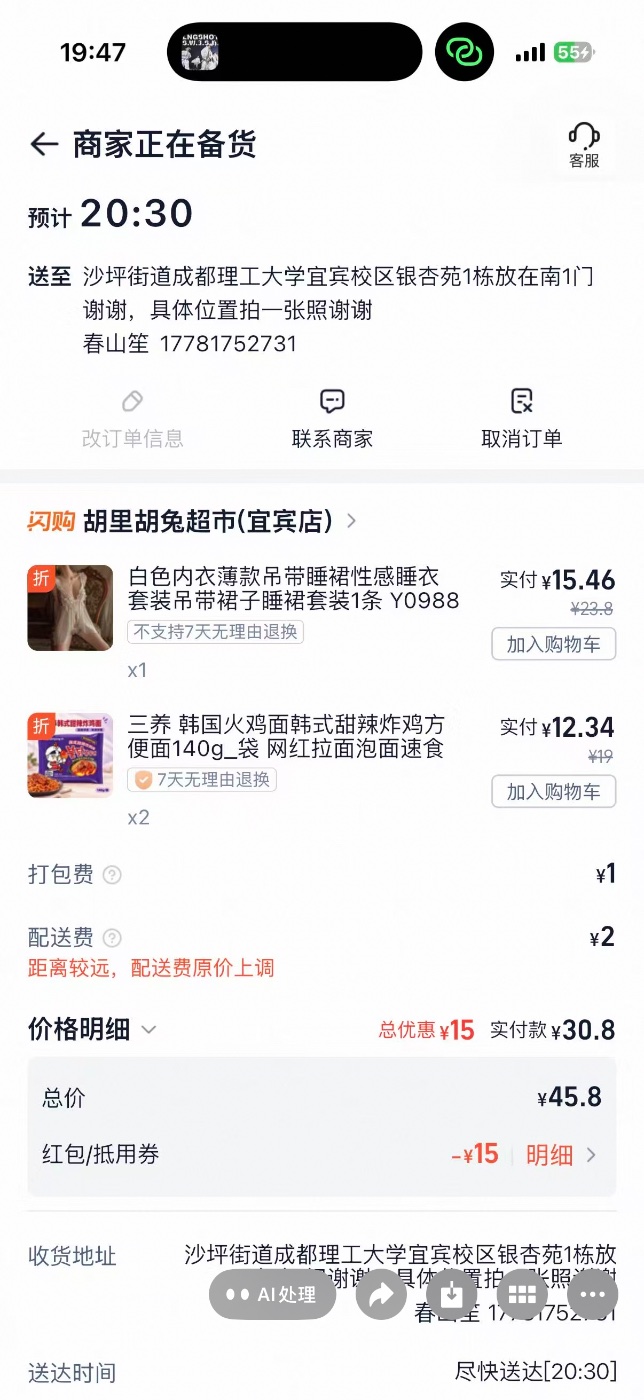 19:47
55
← 商家正在备货
客服
预计 20:30
送至 沙坪街道成都理工大学宜宾校区银杏苑1栋放在南1门
谢谢，具体位置拍一张照谢谢
春山笙 17781752731
改订单信息 联系商家 取消订单
闪购 胡里胡兔超市(宜宾店) >
折 白色内衣薄款吊带睡裙性感睡衣 实付¥15.46
套装吊带裙子睡裙套装1条 Y0988 ¥23.8
不支持7天无理由退换 加入购物车
x1
折 三养 韩国火鸡面韩式甜辣炸鸡方 实付¥12.34
便面140g_袋 网红拉面泡面速食 ¥19
7天无理由退换 加入购物车
x2
打包费 ¥1
配送费 ¥2
距离较远，配送费原价上调
价格明细 总优惠¥15 实付款¥30.8
总价 ¥45.8
红包/抵用券 -¥15 明细 >
收货地址 沙坪街道成都理工大学宜宾校区银杏苑1栋放
AI处理
送达时间 尽快送达[20:30]